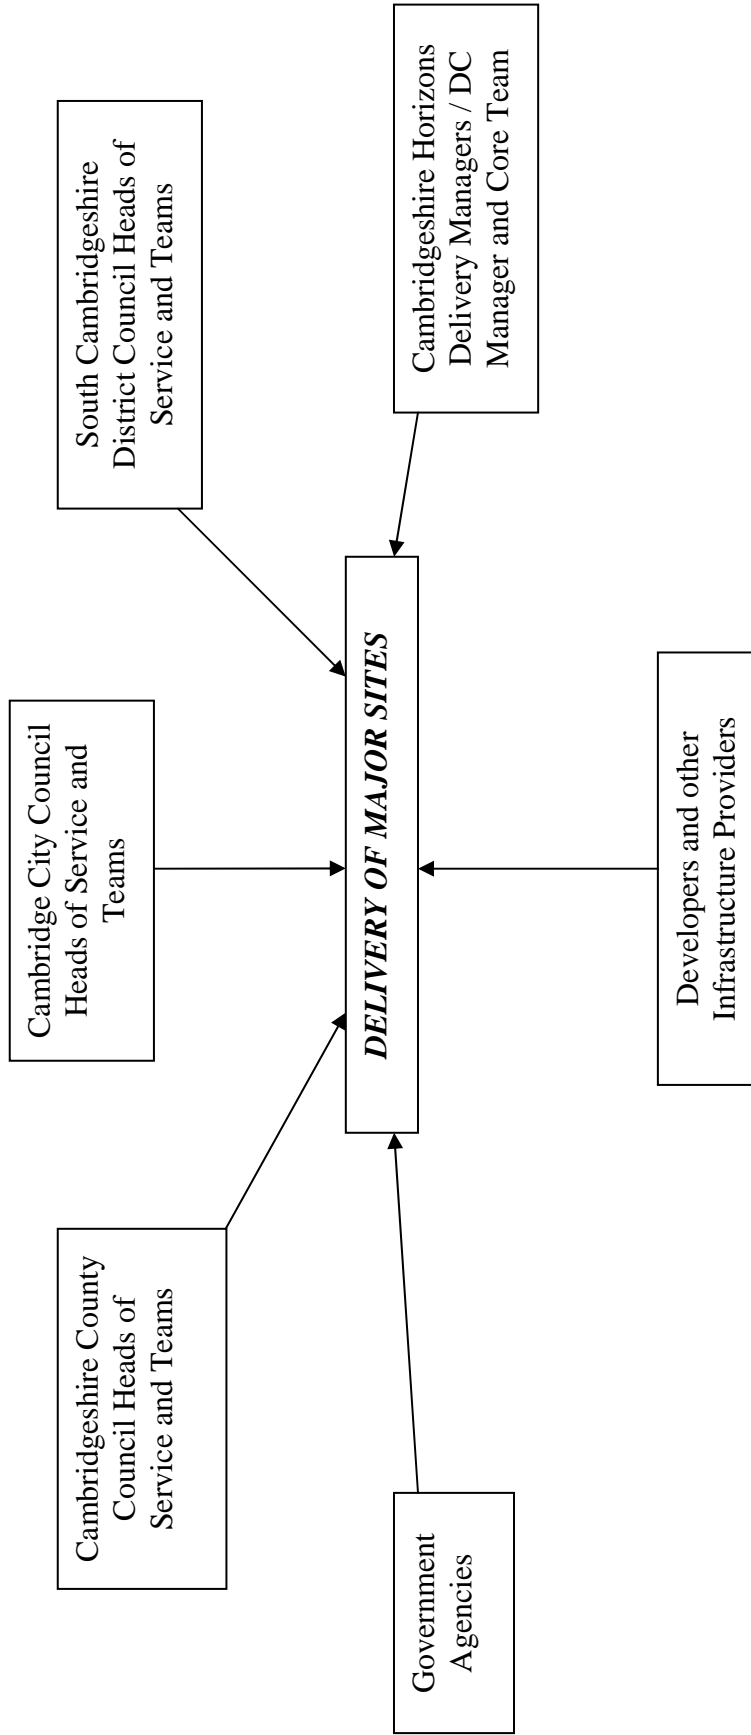 Cambridge City Council
Heads of Service and
Teams
Cambridgeshire County
Council Heads of
Service and Teams
South Cambridgeshire
District Council Heads of
Service and Teams
DELIVERY OF MAJOR SITES
Government
Agencies
Cambridgeshire Horizons
Delivery Managers / DC
Manager and Core Team
Developers and other
Infrastructure Providers